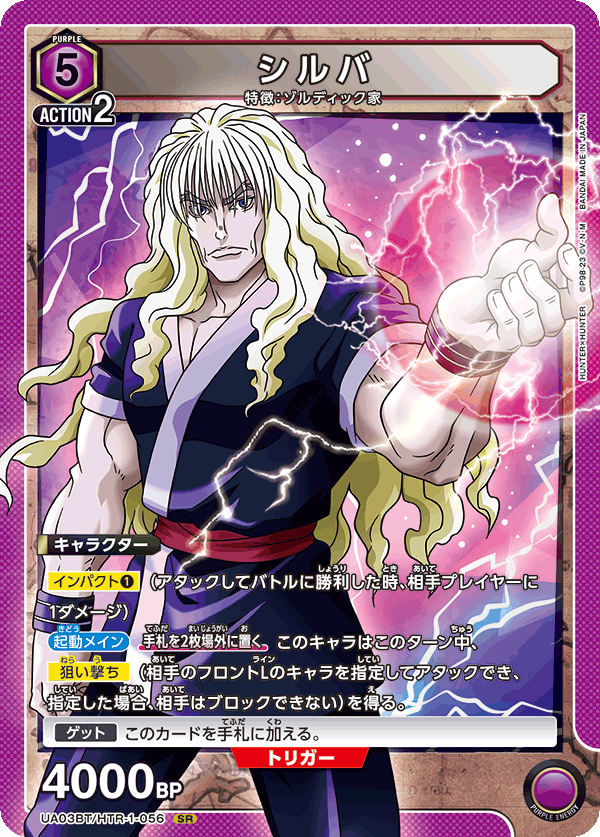 PURPLE
5
ACTION2
シルバ
特徴:ゾルディック家
HUNTER×HUNTER ©P98-23 ©V・N・M BANDAI MADE IN JAPAN
キャラクター
インパクト❶ (アタックしてバトルに勝利した時、相手プレイヤーに
1ダメージ)
起動メイン 手札を2枚場外に置く。このキャラはこのターン中、
狙い撃ち (相手のフロントLのキャラを指定してアタックでき、
指定した場合、相手はブロックできない)を得る。
ゲット このカードを手札に加える。
トリガー
4000BP
UA03BT/HTR-1-056 SR
PURPLE ENERGY